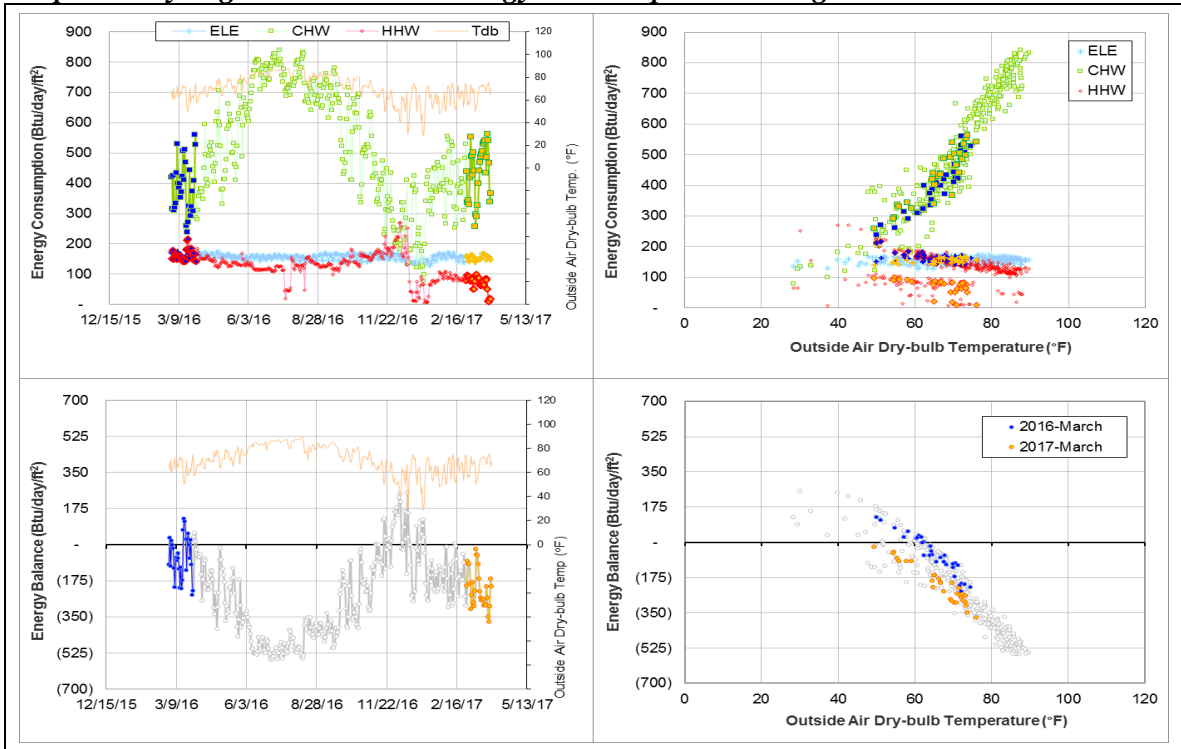 ELE CHW HHW Tdb
Energy Consumption (Btu/day/ft²)
900
800
700
600
500
400
300
200
100
-
120
100
80
60
40
20
0
Outside Air Dry-bulb Temp. (°F)
12/15/15 3/9/16 6/3/16 8/28/16 11/22/16 2/16/17 5/13/17
ELE
CHW
HHW
Energy Consumption (Btu/day/ft²)
900
800
700
600
500
400
300
200
100
-
0 20 40 60 80 100 120
Outside Air Dry-bulb Temperature (°F)
Energy Balance (Btu/day/ft²)
700
525
350
175
-
(175)
(350)
(525)
(700)
120
100
80
60
40
20
0
Outside Air Dry-bulb Temp (°F)
12/15/15 3/9/16 6/3/16 8/28/16 11/22/16 2/16/17 5/13/17
2016-March
2017-March
Energy Balance (Btu/day/ft²)
700
525
350
175
-
(175)
(350)
(525)
(700)
0 20 40 60 80 100 120
Outside Air Dry-bulb Temperature (°F)